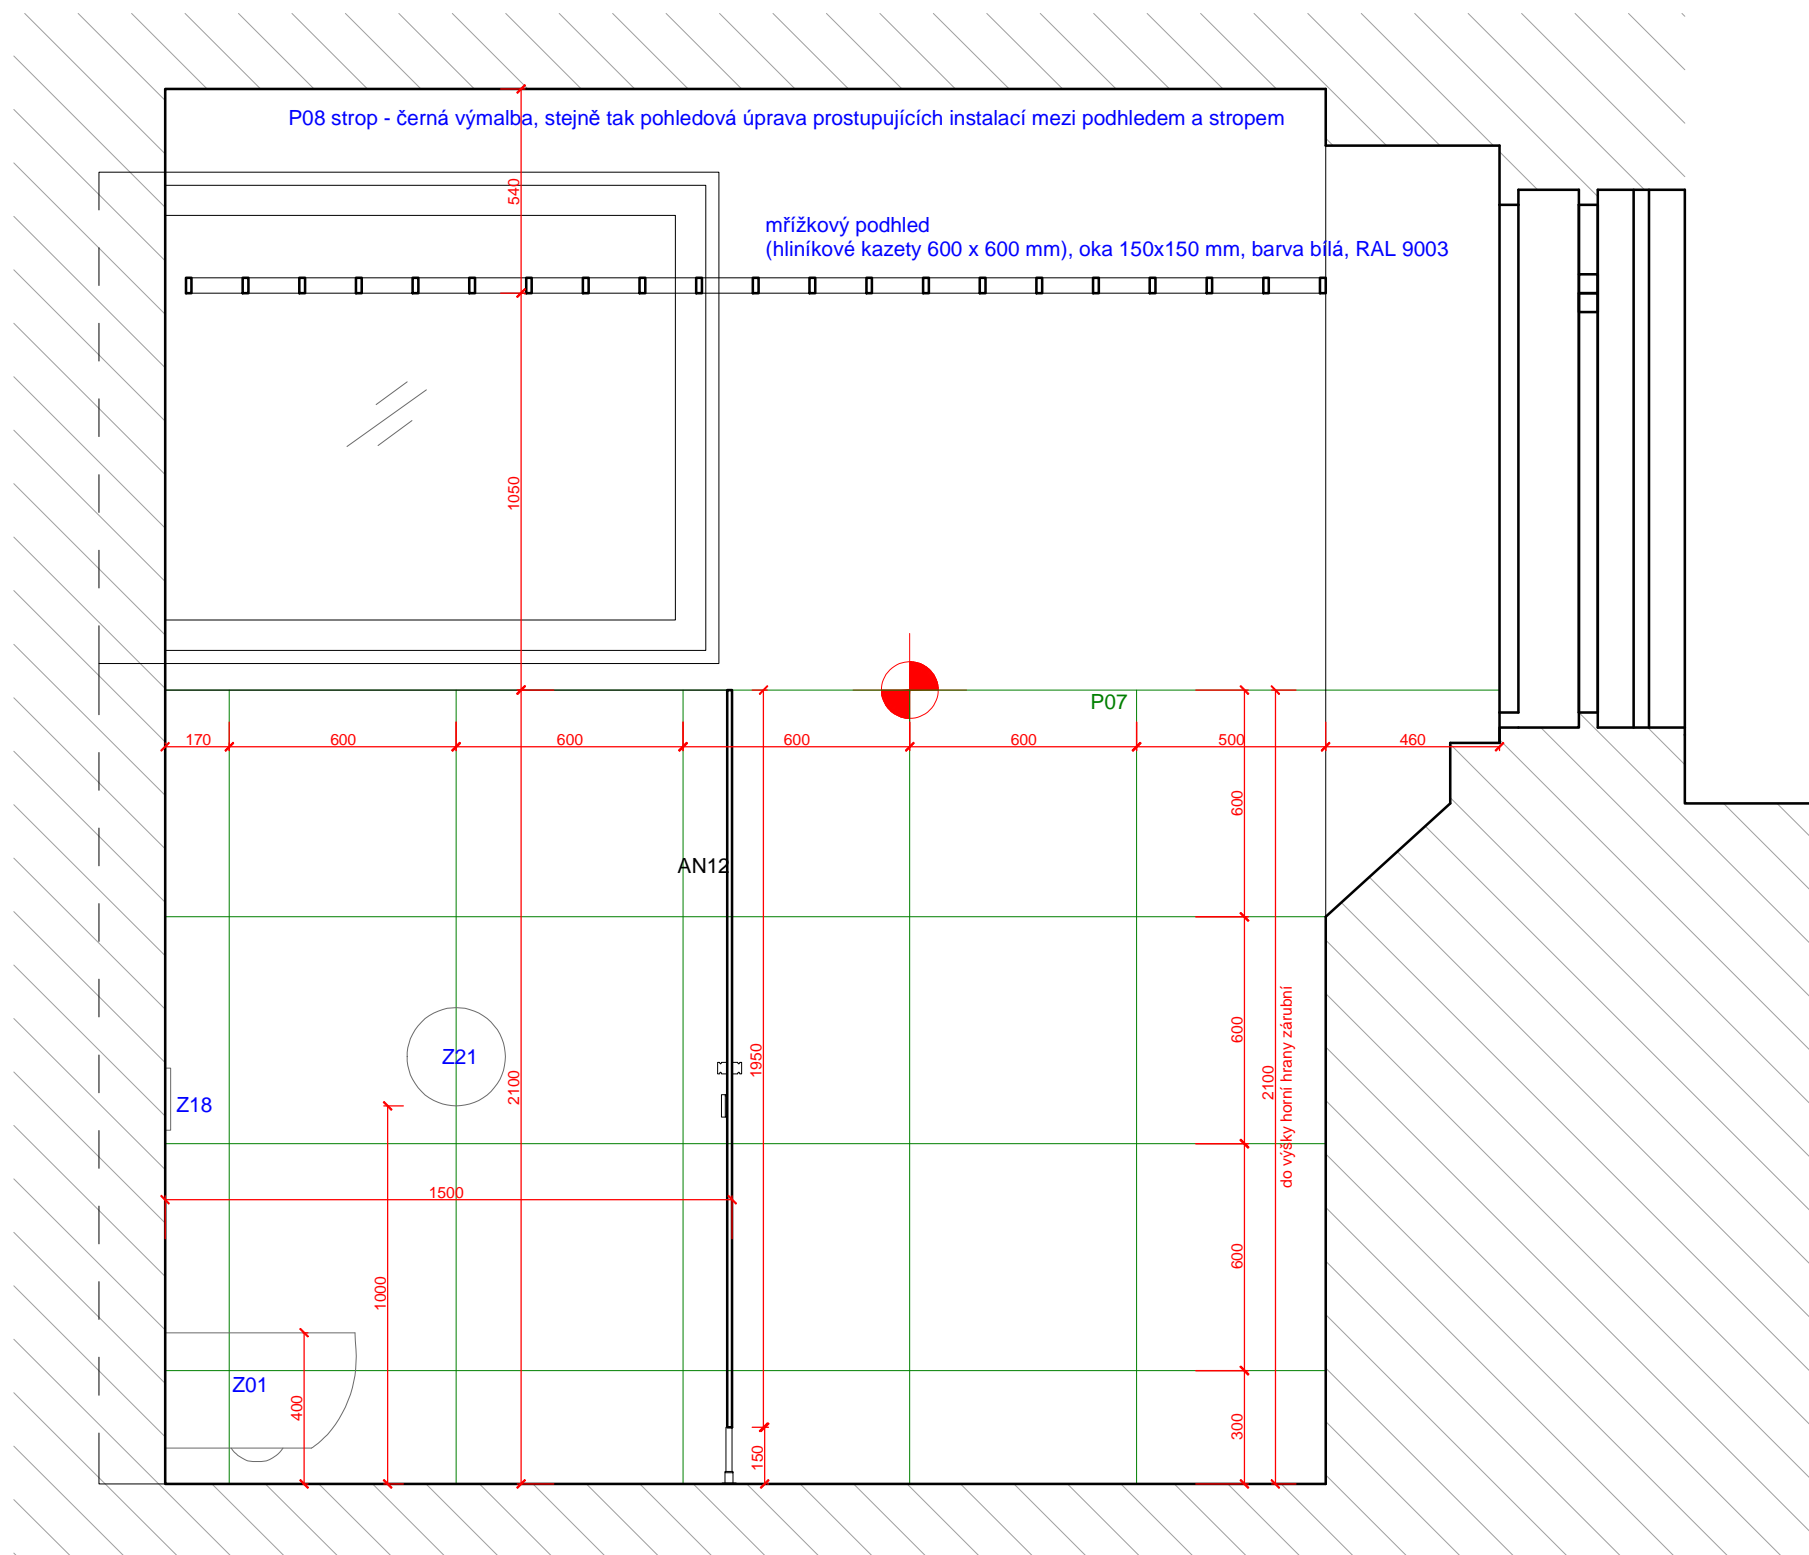 P08 strop - černá výmalba, stejně tak pohledová úprava prostupujících instalací mezi podhledem a stropem
540
mřížkový podhled
(hliníkové kazety 600 x 600 mm), oka 150x150 mm, barva bílá, RAL 9003
1050
P07
170
600
600
600
600
500
460
600
AN12
600
1950
2100
2100
do výšky horní hrany zárubní
Z21
Z18
1500
600
1000
Z01
400
300
150